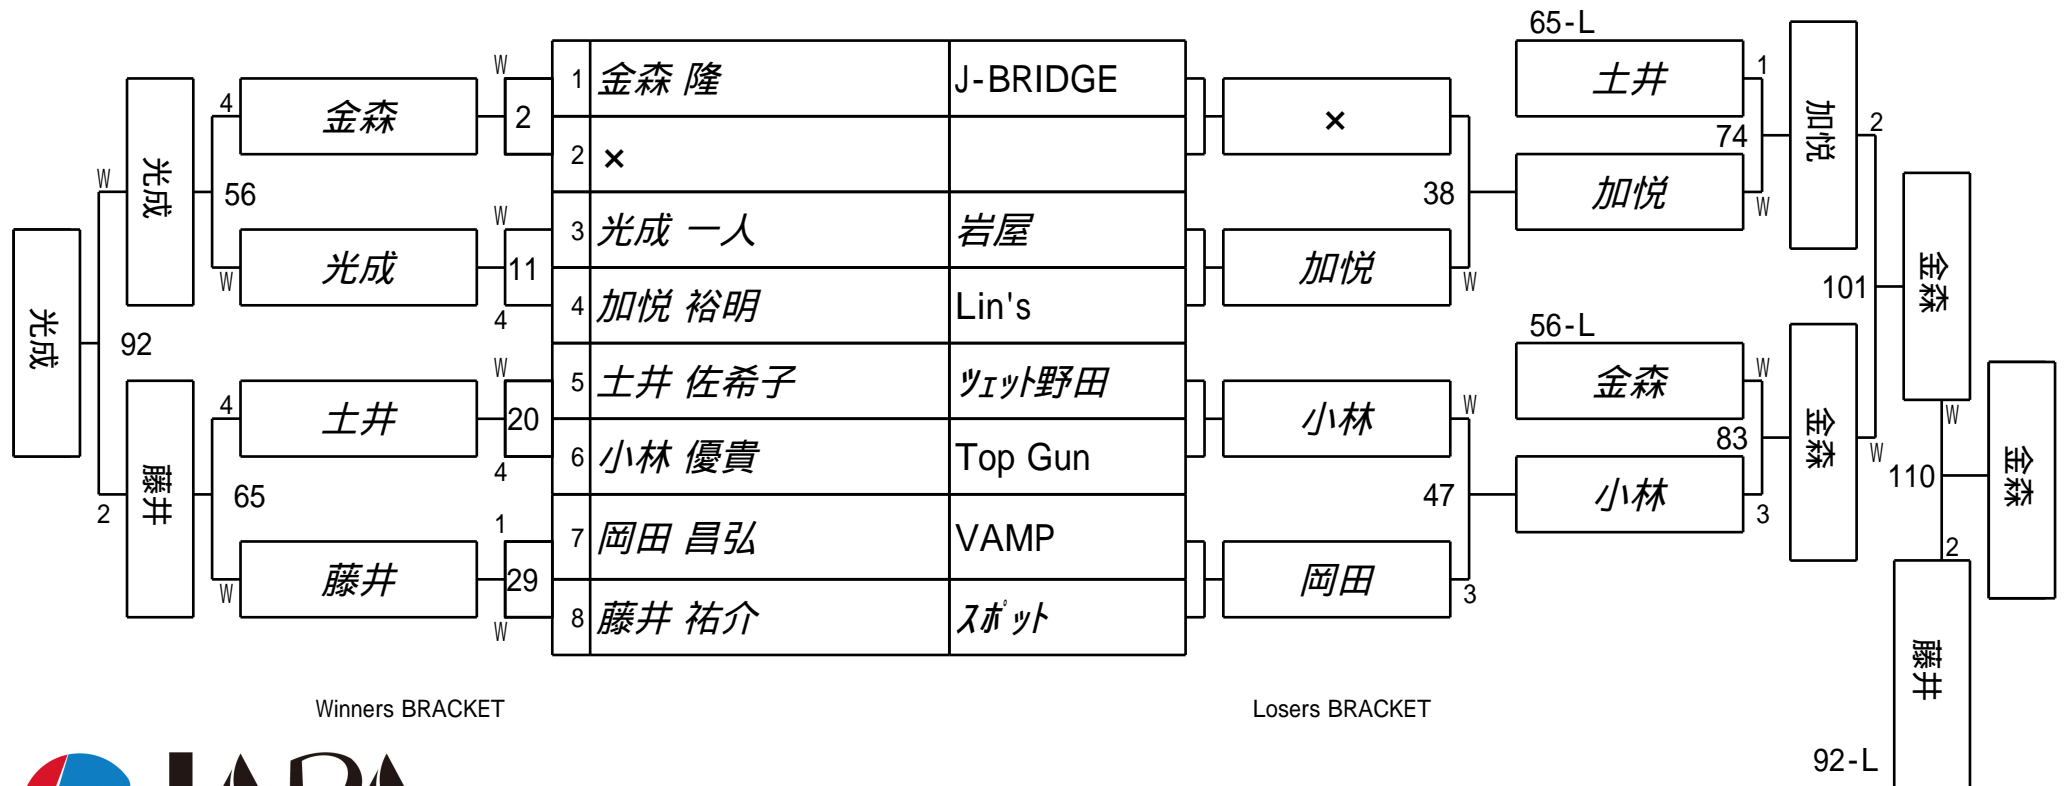 65-L
W
1 金森 隆 J-BRIDGE
土井 1
4 金森 2
×
加悦 2
2 ×
74
W 光成 56
38 加悦 W
W 3 光成 一人 岩屋
金森
光成 W 11
加悦 W
4 加悦 裕明 Lin's
4
101
光成 92
56-L
W 5 土井 佐希子 ツェット野田
金森 W
4 土井 20
小林 W
金森 W
83
4 6 小林 優貴 Top Gun
W 110 金森
藤井 65
47 小林 3
2
1 7 岡田 昌弘 VAMP
2
藤井 W 29
岡田 3
W 8 藤井 祐介 スポット
藤井
Winners BRACKET
Losers BRACKET
92-L